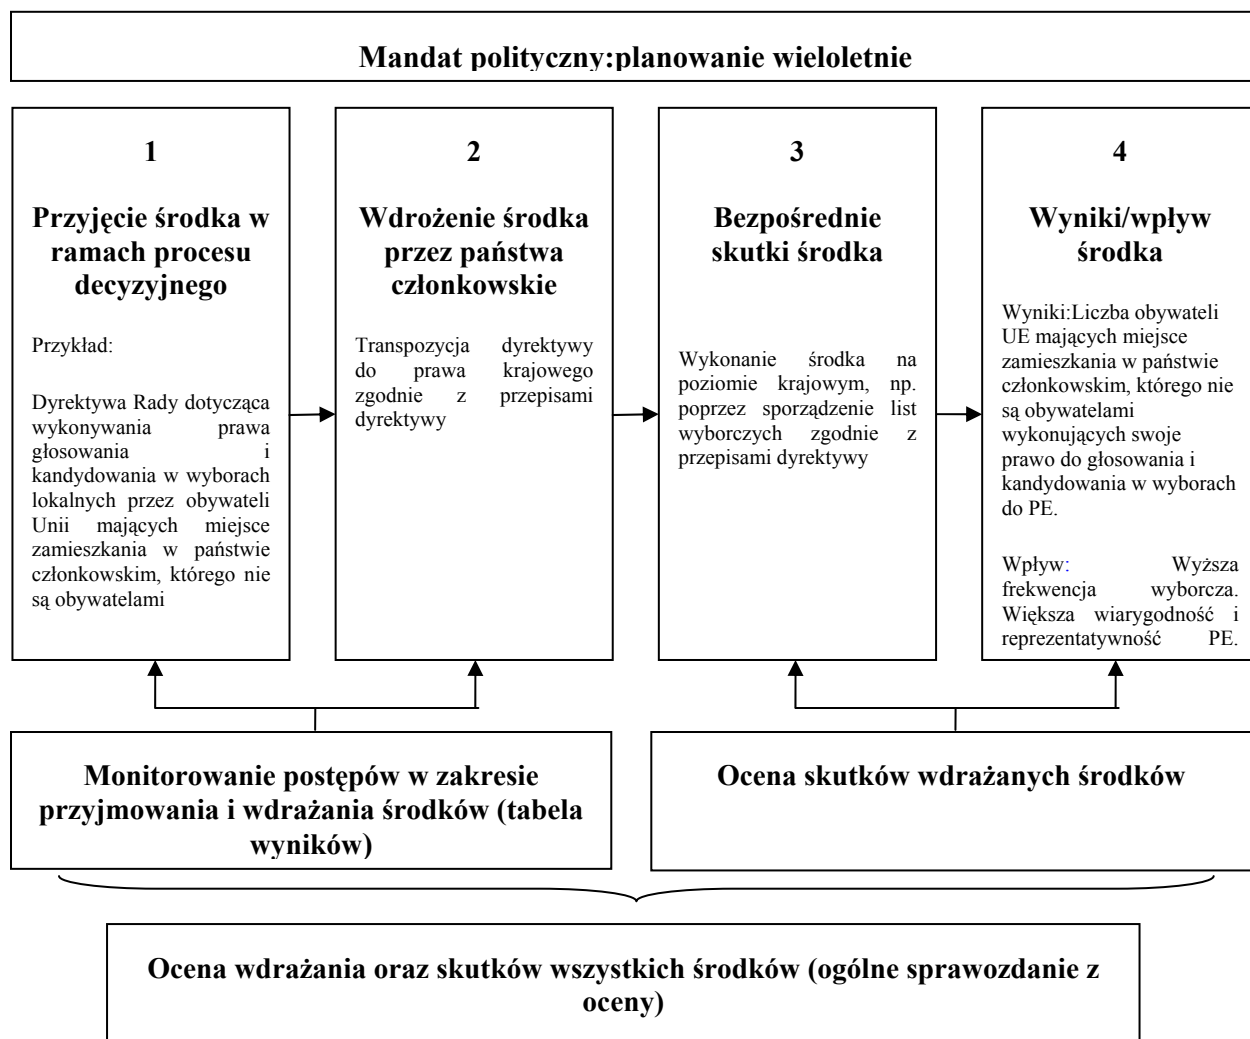 Mandat polityczny:planowanie wieloletnie
1
Przyjęcie środka w
ramach procesu
decyzyjnego
Przykład:
Dyrektywa Rady dotycząca
wykonywania prawa
głosowania i
kandydowania w wyborach
lokalnych przez obywateli
Unii mających miejsce
zamieszkania w państwie
członkowskim, którego nie
są obywatelami
2
Wdrożenie środka
przez państwa
członkowskie
Transpozycja dyrektywy
do prawa krajowego
zgodnie z przepisami
dyrektywy
3
Bezpośrednie
skutki środka
Wykonanie środka na
poziomie krajowym, np.
poprzez sporządzenie list
wyborczych zgodnie z
przepisami dyrektywy
4
Wyniki/wpływ
środka
Wyniki:Liczba obywateli
UE mających miejsce
zamieszkania w państwie
członkowskim, którego nie
są obywatelami
wykonujących swoje
prawo do głosowania i
kandydowania w wyborach
do PE.
Wpływ: Wyższa
frekwencja wyborcza.
Większa wiarygodność i
reprezentatywność PE.
Monitorowanie postępów w zakresie
przyjmowania i wdrażania środków (tabela
wyników)
Ocena skutków wdrażanych środków
Ocena wdrażania oraz skutków wszystkich środków (ogólne sprawozdanie z
oceny)